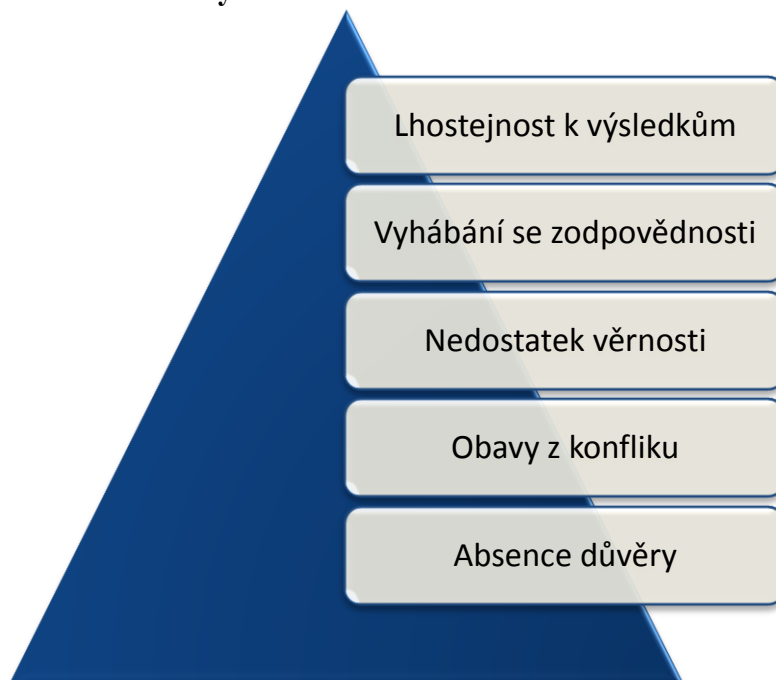 Lhostejnost k výsledkům
Vyhábání se zodpovědnosti
Nedostatek věrnosti
Obavy z konfliku
Absence důvěry